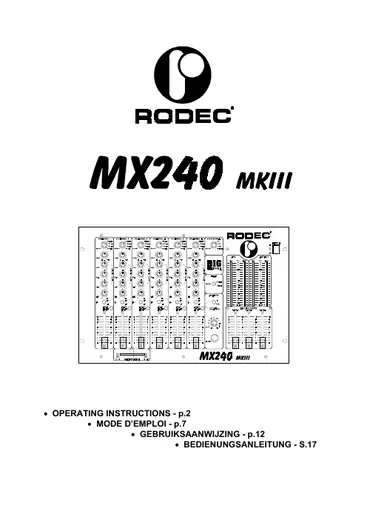 RODEC
MX240 MKIII
RODEC
MX240 MKIII
• OPERATING INSTRUCTIONS - p.2
• MODE D'EMPLOI - p.7
• GEBRUIKSAANWIJZING - p.12
• BEDIENUNGSANLEITUNG - S.17